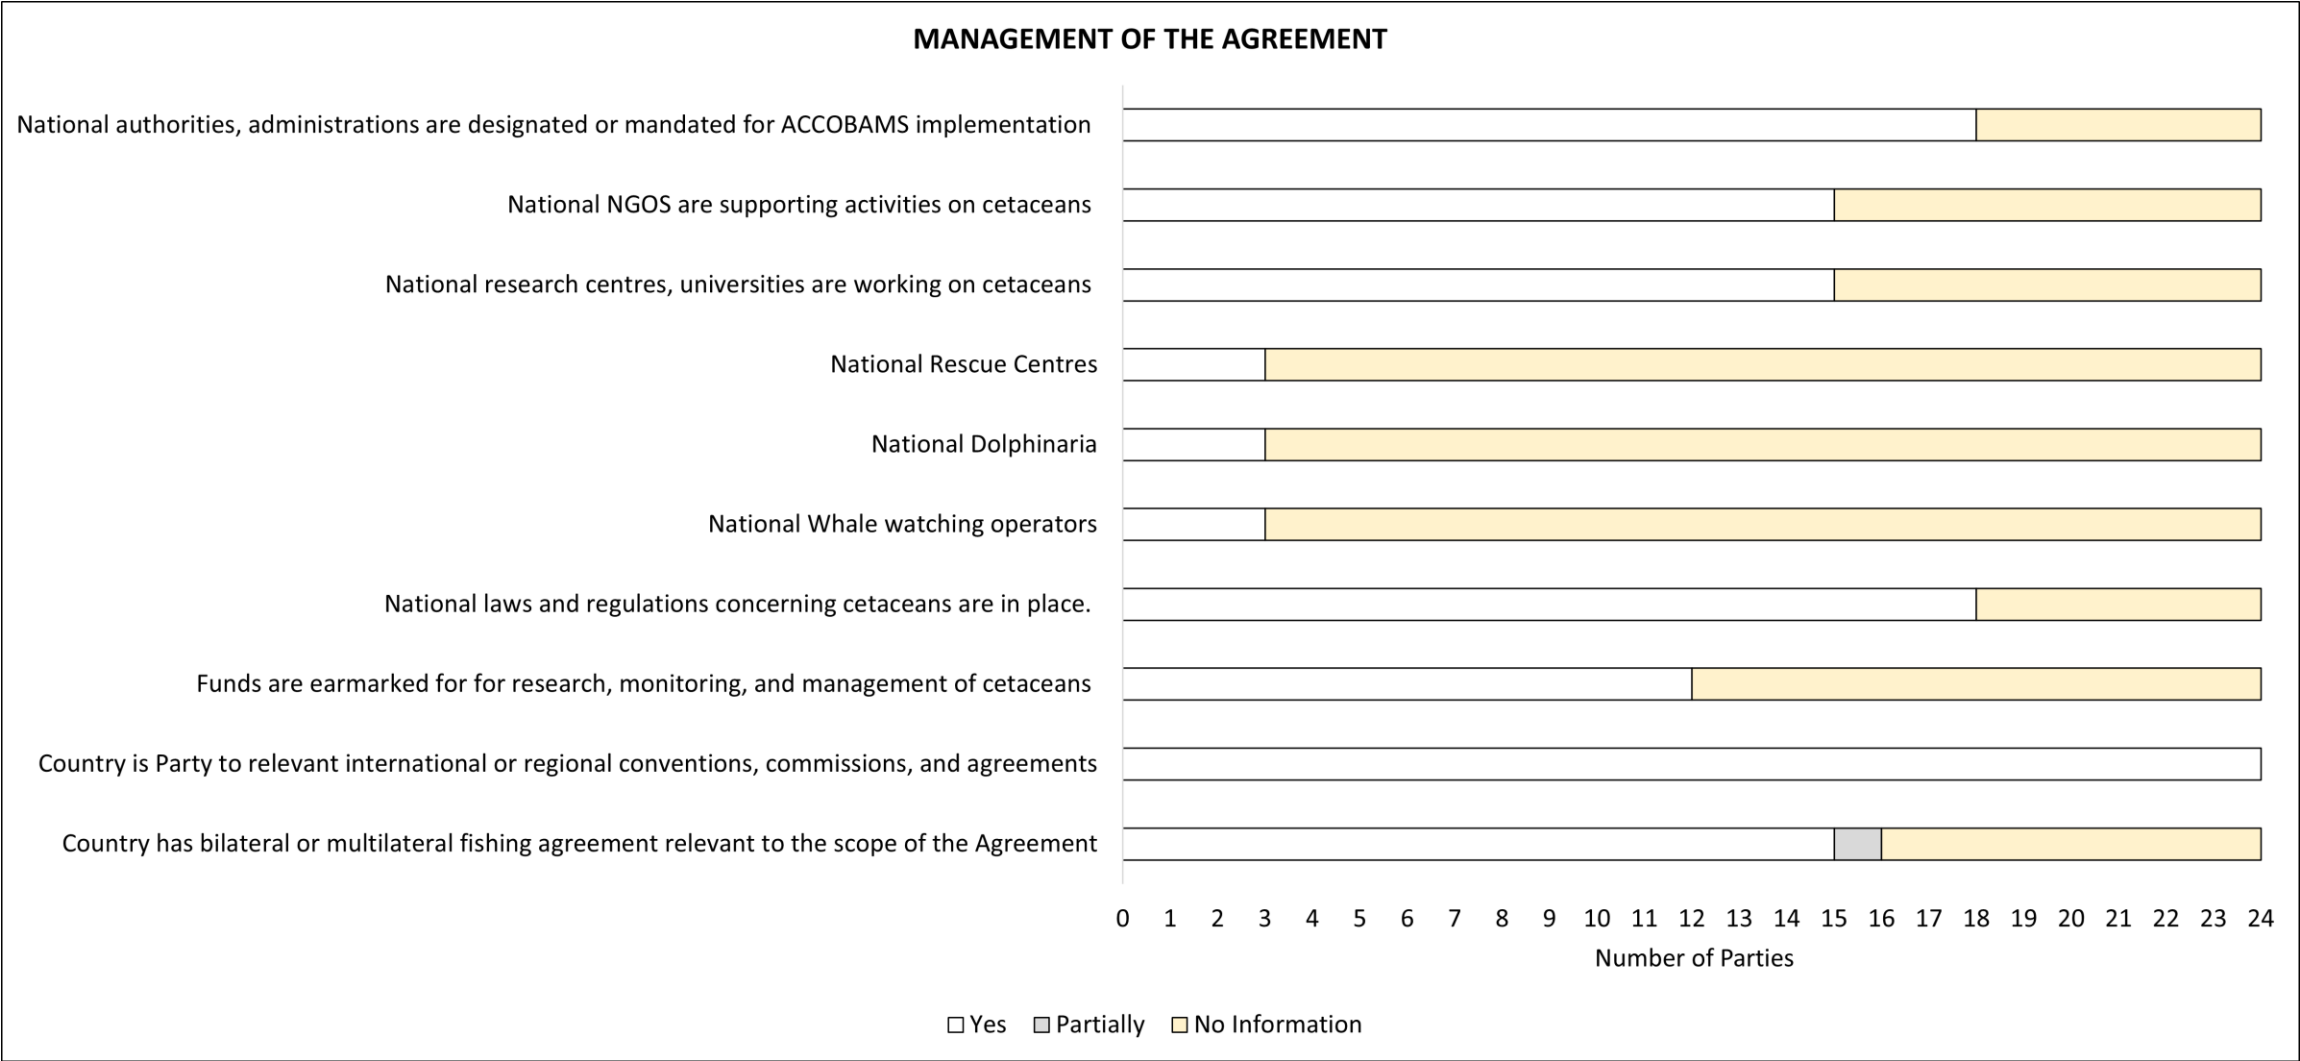 MANAGEMENT OF THE AGREEMENT
National authorities, administrations are designated or mandated for ACCOBAMS implementation
National NGOS are supporting activities on cetaceans
National research centres, universities are working on cetaceans
National Rescue Centres
National Dolphinaria
National Whale watching operators
National laws and regulations concerning cetaceans are in place.
Funds are earmarked for for research, monitoring, and management of cetaceans
Country is Party to relevant international or regional conventions, commissions, and agreements
Country has bilateral or multilateral fishing agreement relevant to the scope of the Agreement
0 1 2 3 4 5 6 7 8 9 10 11 12 13 14 15 16 17 18 19 20 21 22 23 24
Number of Parties
Yes Partially No Information